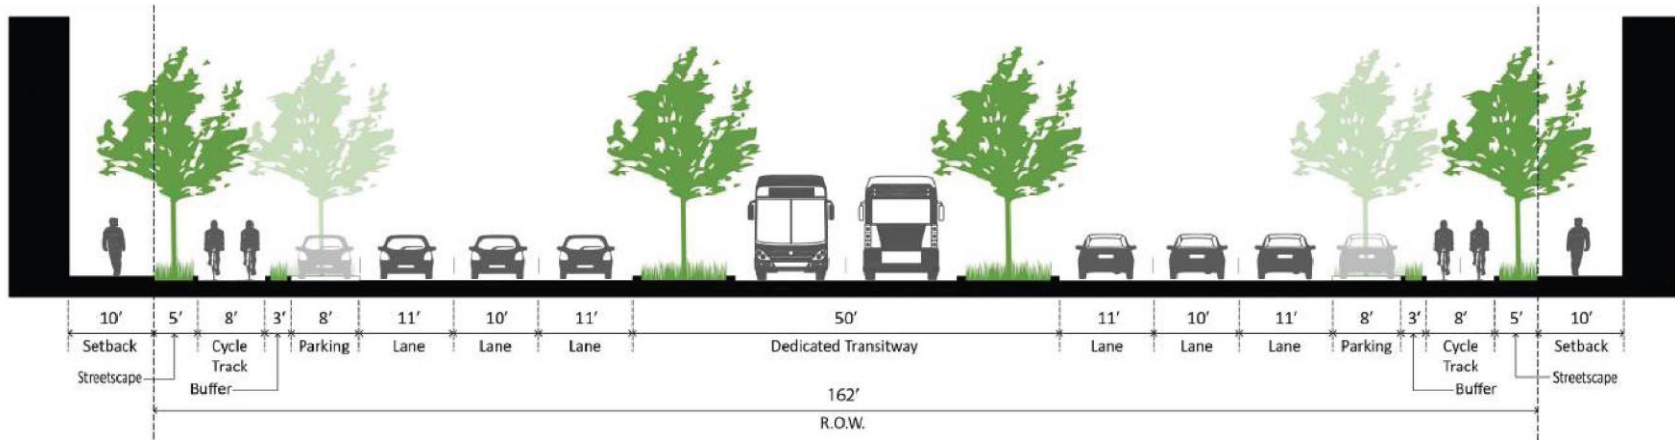 10’ 5’ 8’ 3’ 8’ 11’ 10’ 11’ 50’ 11’ 10’ 11’ 8’ 3’ 8’ 5’ 10’
Setback Cycle Parking Lane Lane Lane Dedicated Transitway Lane Lane Lane Parking Cycle Setback
Track Track
Streetscape Streetscape
Buffer Buffer
162’
R.O.W.